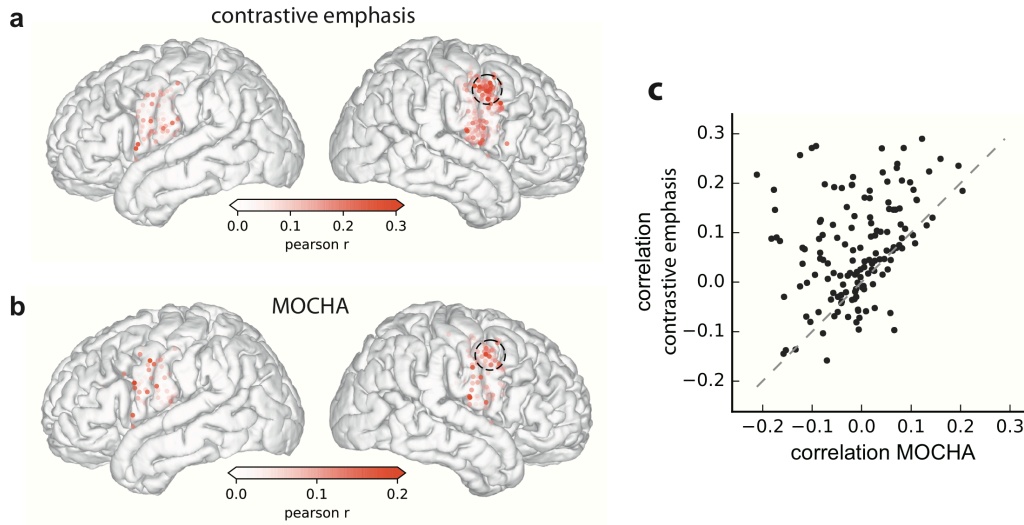 a
contrastive emphasis
0.0 0.1 0.2 0.3
pearson r
b
MOCHA
0.0 0.1 0.2
pearson r
c
correlation
contrastive emphasis
0.3
0.2
0.1
0.0
−0.1
−0.2
−0.2 −0.1 0.0 0.1 0.2 0.3
correlation MOCHA